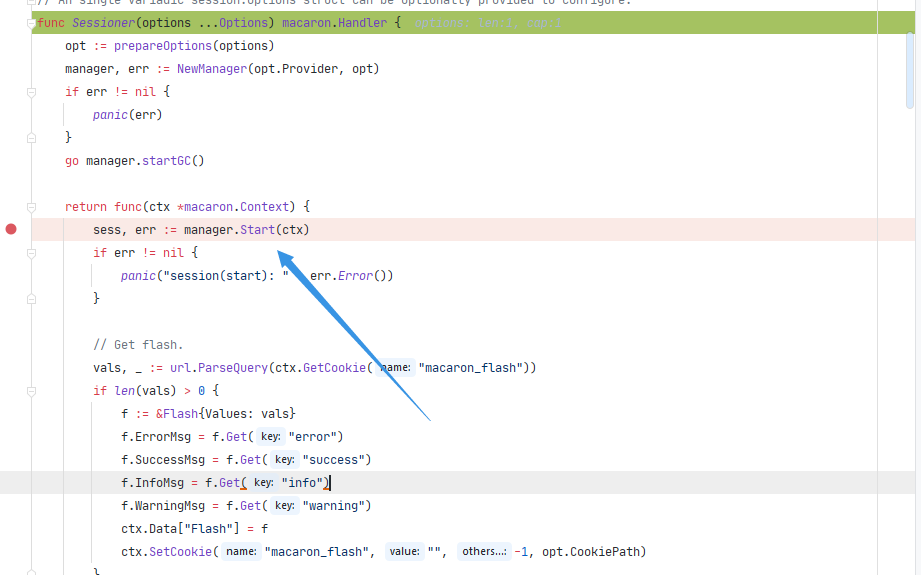 // An single variadic session.Options struct can be optionally provided to configure.
func Sessioner(options ...Options) macaron.Handler {  options: len:1, cap:1
opt := prepareOptions(options)
manager, err := NewManager(opt.Provider, opt)
if err != nil {
panic(err)
}
go manager.startGC()
return func(ctx *macaron.Context) {
sess, err := manager.Start(ctx)
if err != nil {
panic("session(start): " err.Error())
}
// Get flash.
vals, _ := url.ParseQuery(ctx.GetCookie( name: "macaron_flash"))
if len(vals) > 0 {
f := &Flash{Values: vals}
f.ErrorMsg = f.Get( key: "error")
f.SuccessMsg = f.Get( key: "success")
f.InfoMsg = f.Get( key: "info")
f.WarningMsg = f.Get( key: "warning")
ctx.Data["Flash"] = f
ctx.SetCookie( name: "macaron_flash", value: "", others...: -1, opt.CookiePath)
}